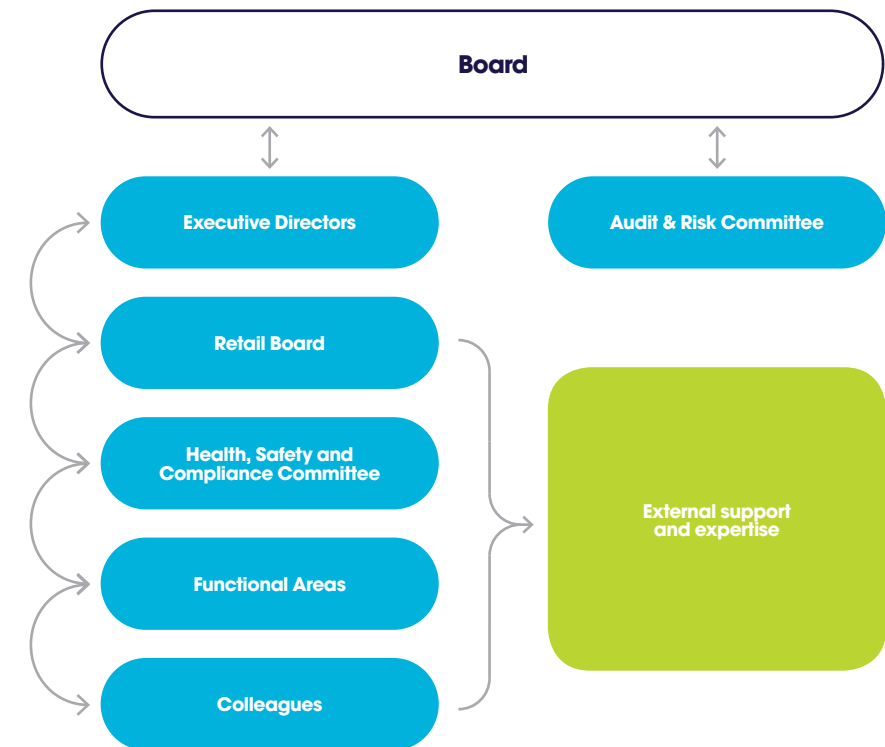 Board
Executive Directors
Audit & Risk Committee
Retail Board
Health, Safety and
Compliance Committee
External support
and expertise
Functional Areas
Colleagues